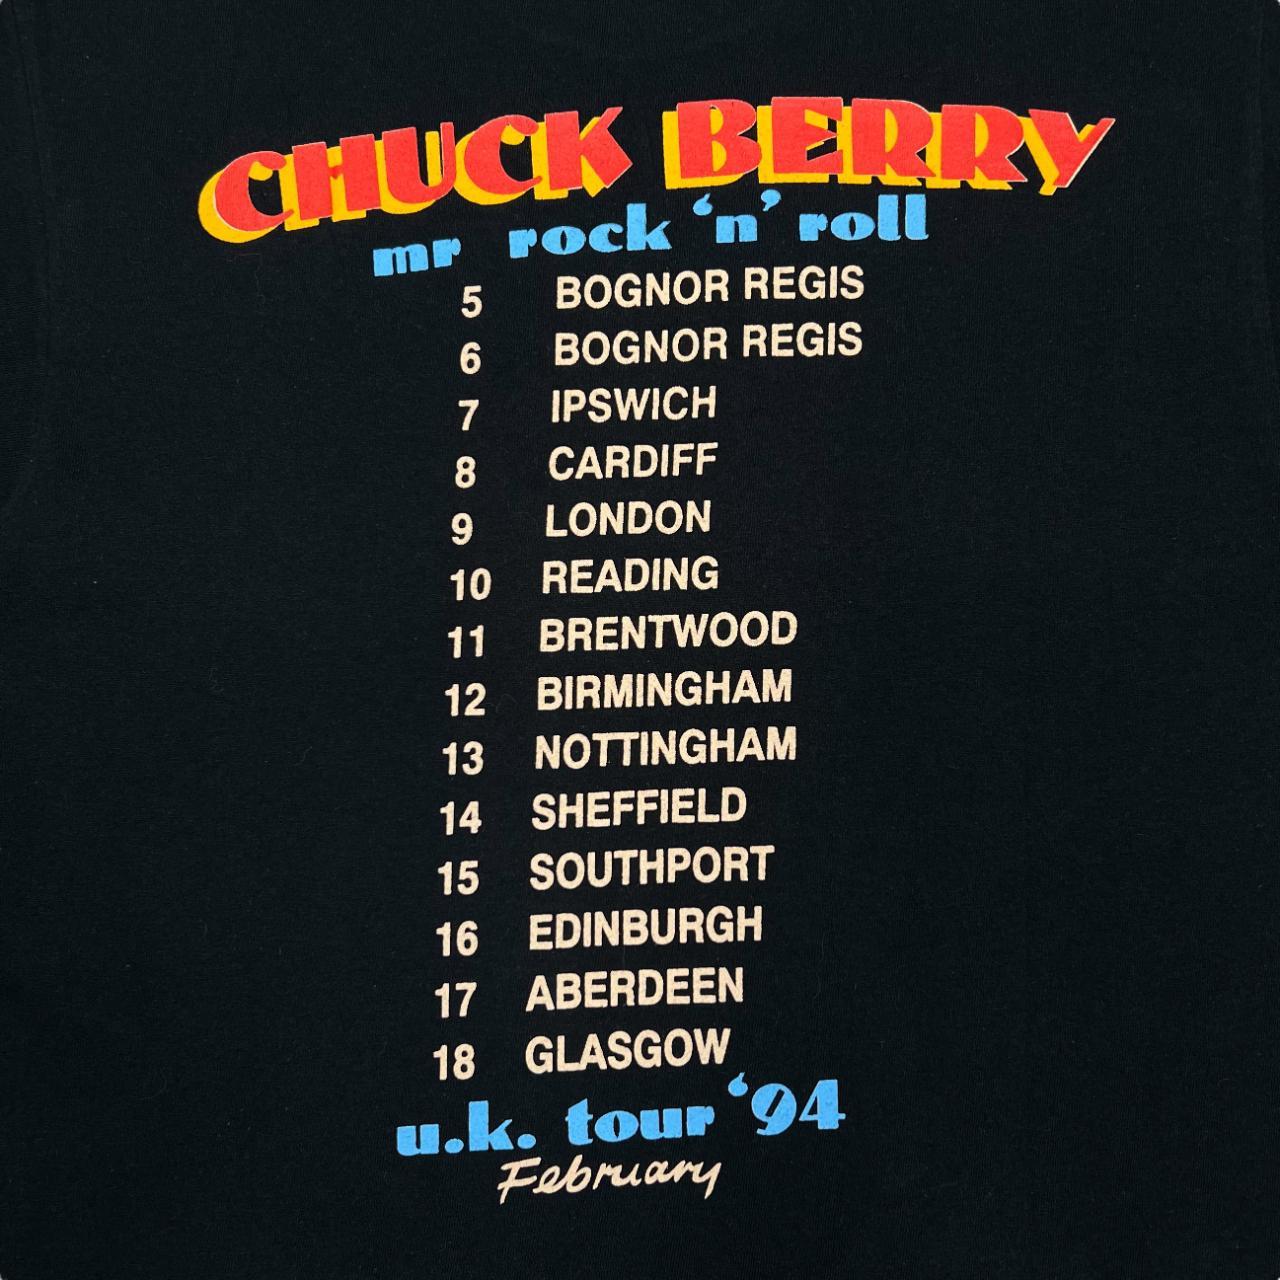 CHUCK BERRY
mr rock 'n' roll
5 BOGNOR REGIS
6 BOGNOR REGIS
7 IPSWICH
8 CARDIFF
9 LONDON
10 READING
11 BRENTWOOD
12 BIRMINGHAM
13 NOTTINGHAM
14 SHEFFIELD
15 SOUTHPORT
16 EDINBURGH
17 ABERDEEN
18 GLASGOW
u.k. tour '94
February